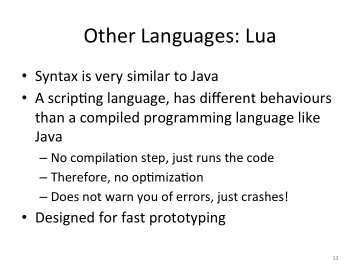 Other Languages: Lua
• Syntax is very similar to Java
• A scripting language, has different behaviours
than a compiled programming language like
Java
– No compilation step, just runs the code
– Therefore, no optimization
– Does not warn you of errors, just crashes!
• Designed for fast prototyping
13